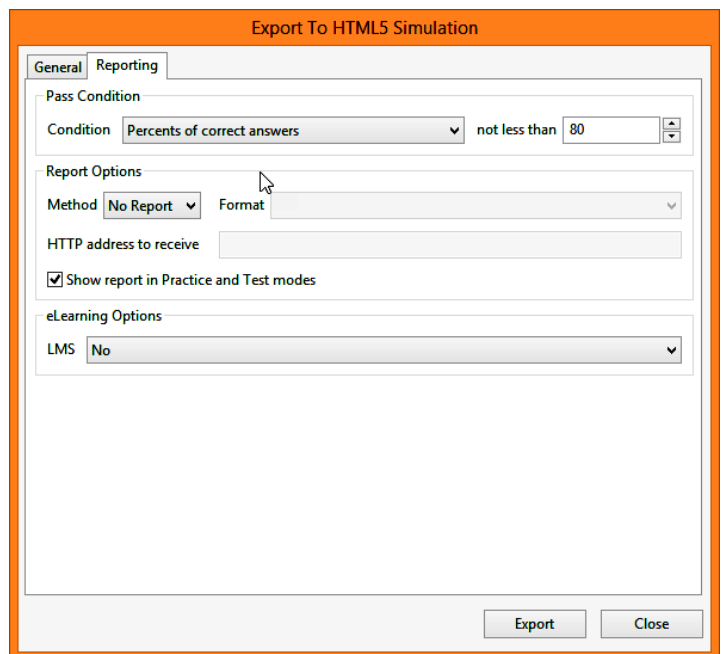 Export To HTML5 Simulation
General Reporting
Pass Condition
Condition Percents of correct answers not less than 80
Report Options
Method No Report Format
HTTP address to receive
Show report in Practice and Test modes
eLearning Options
LMS No
Export Close